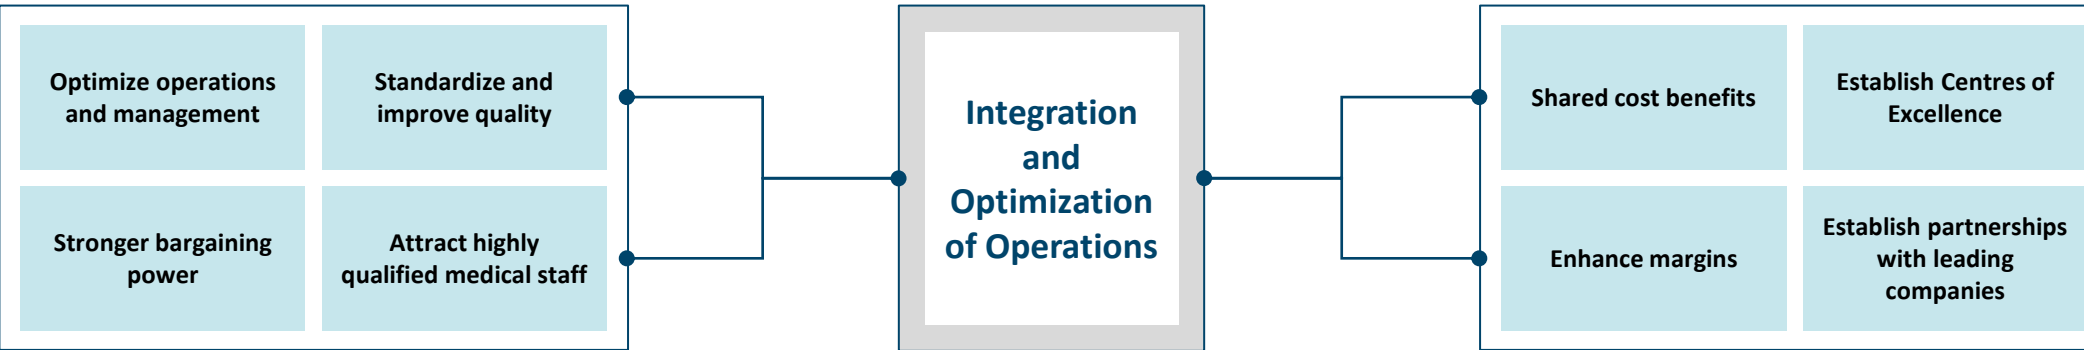 Optimize operations
and management
Standardize and
improve quality
Stronger bargaining
power
Attract highly
qualified medical staff
Integration
and
Optimization
of Operations
Shared cost benefits
Establish Centres of
Excellence
Enhance margins
Establish partnerships
with leading
companies